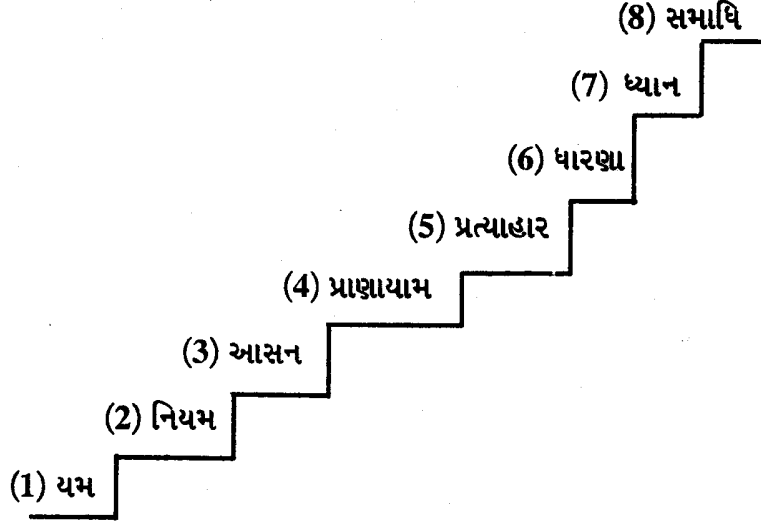 (8) સમાધિ
(7) ધ્યાન
(6) ધારણા
(5) પ્રત્યાહાર
(4) પ્રાણાયામ
(3) આસન
(2) નિયમ
(1) યમ